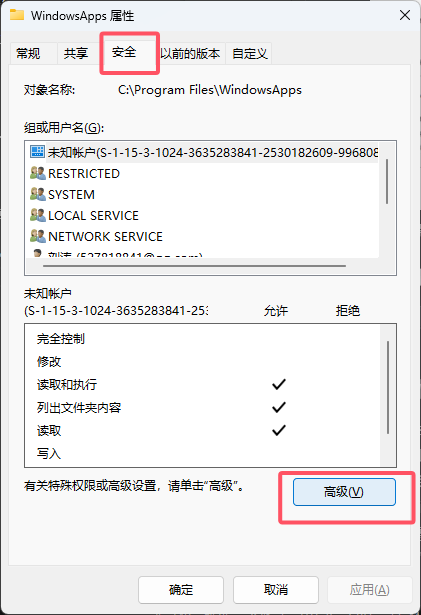 WindowsApps 属性
常规 共享 安全 以前的版本 自定义
对象名称: C:\Program Files\WindowsApps
组或用户名(G):
未知帐户(S-1-15-3-1024-3635283841-2530182609-996808
RESTRICTED
SYSTEM
LOCAL SERVICE
NETWORK SERVICE
未知帐户
(S-1-15-3-1024-3635283841-253 允许 拒绝
完全控制
修改
读取和执行
列出文件夹内容
读取
写入
有关特殊权限或高级设置，请单击“高级”。
高级(V)
确定 取消 应用(A)